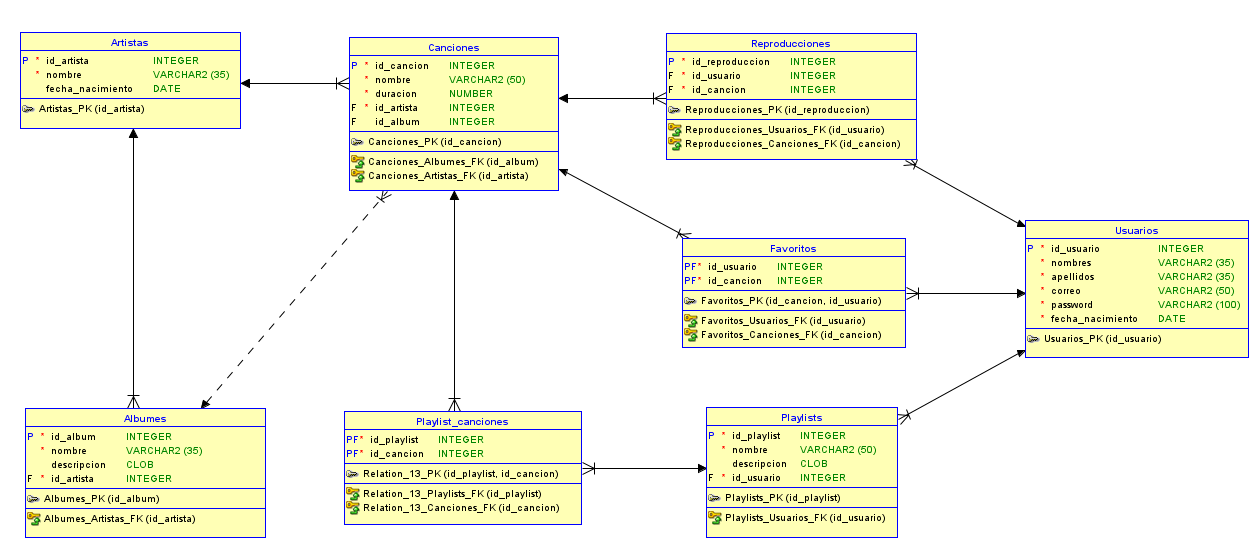 Artistas
P * id_artista INTEGER
* nombre VARCHAR2 (35)
fecha_nacimiento DATE
Artistas_PK (id_artista)
Canciones
P * id_cancion INTEGER
* nombre VARCHAR2 (50)
* duracion NUMBER
F * id_artista INTEGER
F id_album INTEGER
Canciones_PK (id_cancion)
Canciones_Albumes_FK (id_album)
Canciones_Artistas_FK (id_artista)
Reproducciones
P * id_reproduccion INTEGER
F * id_usuario INTEGER
F * id_cancion INTEGER
Reproducciones_PK (id_reproduccion)
Reproducciones_Usuarios_FK (id_usuario)
Reproducciones_Canciones_FK (id_cancion)
Favoritos
PF* id_usuario INTEGER
PF* id_cancion INTEGER
Favoritos_PK (id_cancion, id_usuario)
Favoritos_Usuarios_FK (id_usuario)
Favoritos_Canciones_FK (id_cancion)
Usuarios
P * id_usuario INTEGER
* nombres VARCHAR2 (35)
* apellidos VARCHAR2 (35)
* correo VARCHAR2 (50)
* password VARCHAR2 (100)
* fecha_nacimiento DATE
Usuarios_PK (id_usuario)
Albumes
P * id_album INTEGER
* nombre VARCHAR2 (35)
descripcion CLOB
F * id_artista INTEGER
Albumes_PK (id_album)
Albumes_Artistas_FK (id_artista)
Playlist_canciones
PF* id_playlist INTEGER
PF* id_cancion INTEGER
Relation_13_PK (id_playlist, id_cancion)
Relation_13_Playlists_FK (id_playlist)
Relation_13_Canciones_FK (id_cancion)
Playlists
P * id_playlist INTEGER
* nombre VARCHAR2 (50)
descripcion CLOB
F * id_usuario INTEGER
Playlists_PK (id_playlist)
Playlists_Usuarios_FK (id_usuario)